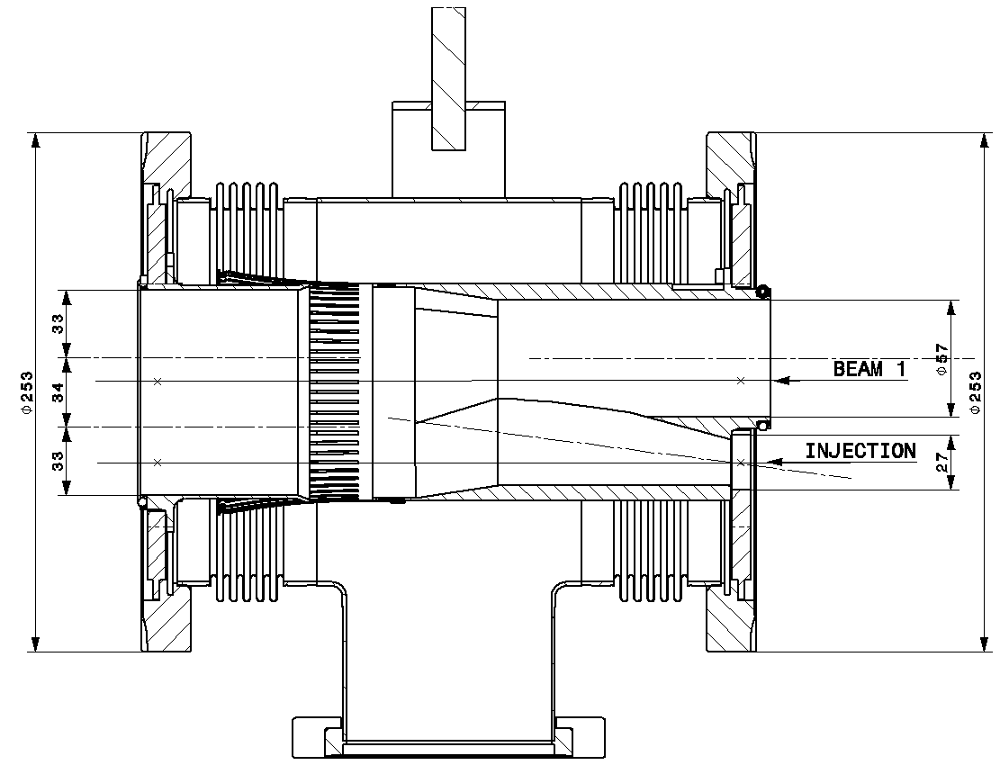 33
34
33
ϕ253
BEAM 1
ϕ57
ϕ253
INJECTION
27